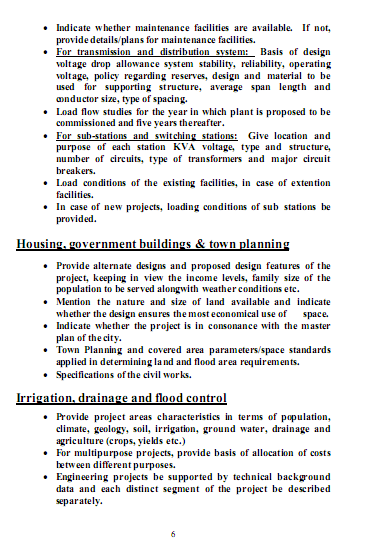 • Indicate whether maintenance facilities are available. If not,
provide details/plans for maintenance facilities.
• For transmission and distribution system: Basis of design
voltage drop allowance system stability, reliability, operating
voltage, policy regarding reserves, design and material to be
used for supporting structure, average span length and
conductor size, type of spacing.
• Load flow studies for the year in which plant is proposed to be
commissioned and five years thereafter.
• For sub-stations and switching stations: Give location and
purpose of each station KVA voltage, type and structure,
number of circuits, type of transformers and major circuit
breakers.
• Load conditions of the existing facilities, in case of extention
facilities.
• In case of new projects, loading conditions of sub stations be
provided.
Housing, government buildings & town planning
• Provide alternate designs and proposed design features of the
project, keeping in view the income levels, family size of the
population to be served alongwith weather conditions etc.
• Mention the nature and size of land available and indicate
whether the design ensures the most economical use of space.
• Indicate whether the project is in consonance with the master
plan of the city.
• Town Planning and covered area parameters/space standards
applied in determining land and flood area requirements.
• Specifications of the civil works.
Irrigation, drainage and flood control
• Provide project areas characteristics in terms of population,
climate, geology, soil, irrigation, ground water, drainage and
agriculture (crops, yields etc.)
• For multipurpose projects, provide basis of allocation of costs
between different purposes.
• Engineering projects be supported by technical background
data and each distinct segment of the project be described
separately.
6